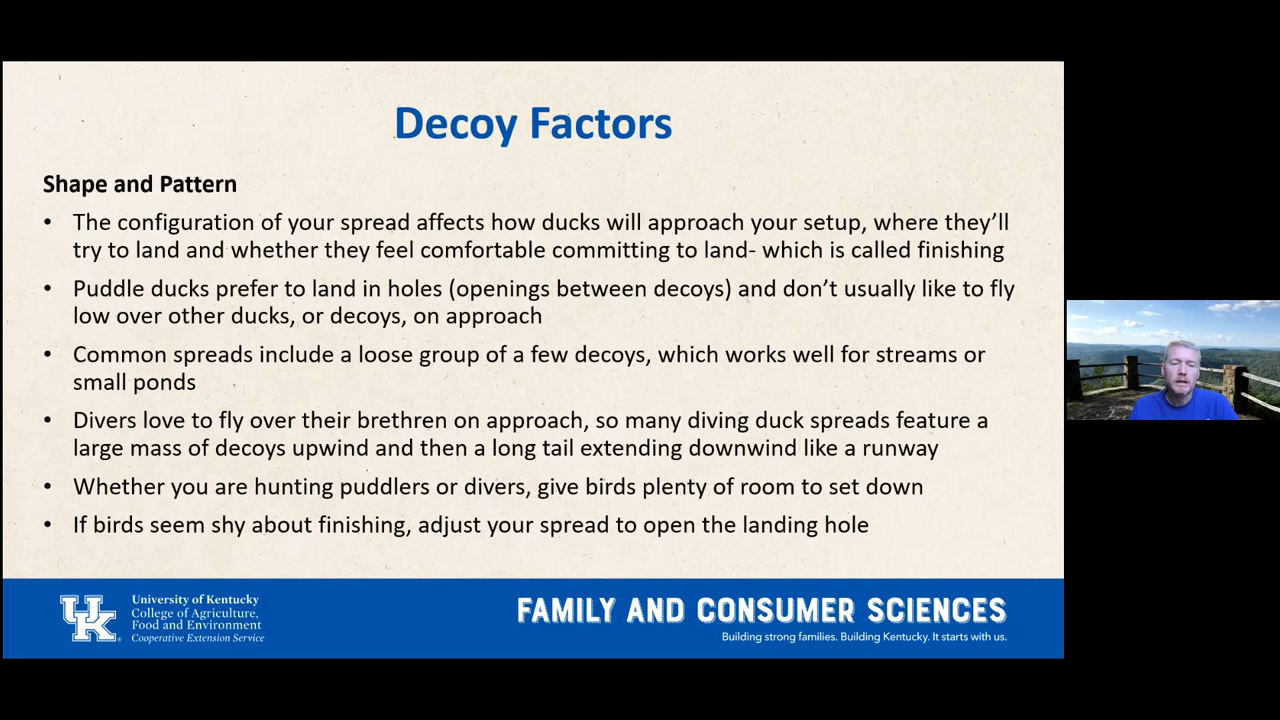 Decoy Factors
Shape and Pattern
• The configuration of your spread affects how ducks will approach your setup, where they'll
try to land and whether they feel comfortable committing to land- which is called finishing
• Puddle ducks prefer to land in holes (openings between decoys) and don't usually like to fly
low over other ducks, or decoys, on approach
• Common spreads include a loose group of a few decoys, which works well for streams or
small ponds
• Divers love to fly over their brethren on approach, so many diving duck spreads feature a
large mass of decoys upwind and then a long tail extending downwind like a runway
• Whether you are hunting puddlers or divers, give birds plenty of room to set down
• If birds seem shy about finishing, adjust your spread to open the landing hole
UK
University of Kentucky
College of Agriculture,
Food and Environment
Cooperative Extension Service
FAMILY AND CONSUMER SCIENCES
Building strong families. Building Kentucky. It starts with us.